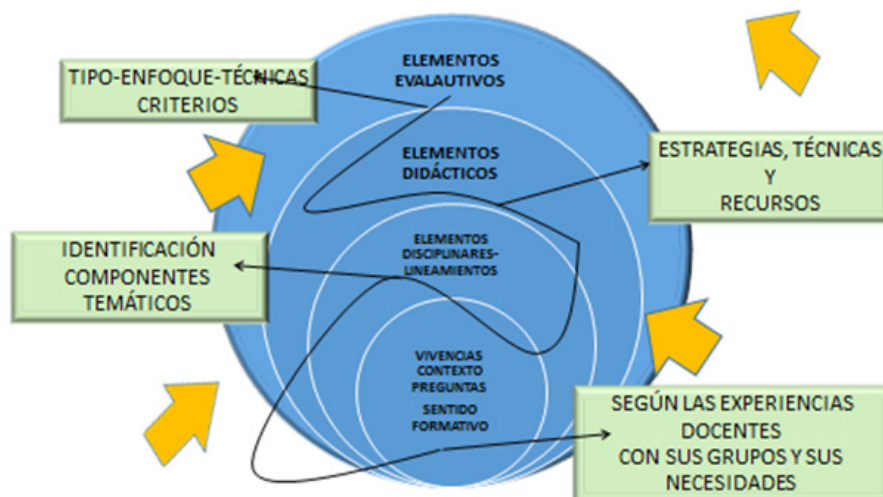 ELEMENTOS
EVALAUTIVOS
TIPO-ENFOQUE-TÉCNICAS
CRITERIOS
ELEMENTOS
DIDÁCTICOS
ESTRATEGIAS, TÉCNICAS
Y
RECURSOS
ELEMENTOS
DISCIPLINARES-
LINEAMIENTOS
IDENTIFICACIÓN
COMPONENTES
TEMÁTICOS
VIVENCIAS
CONTEXTO
PREGUNTAS
SENTIDO
FORMATIVO
SEGÚN LAS EXPERIENCIAS
DOCENTES
CON SUS GRUPOS Y SUS
NECESIDADES